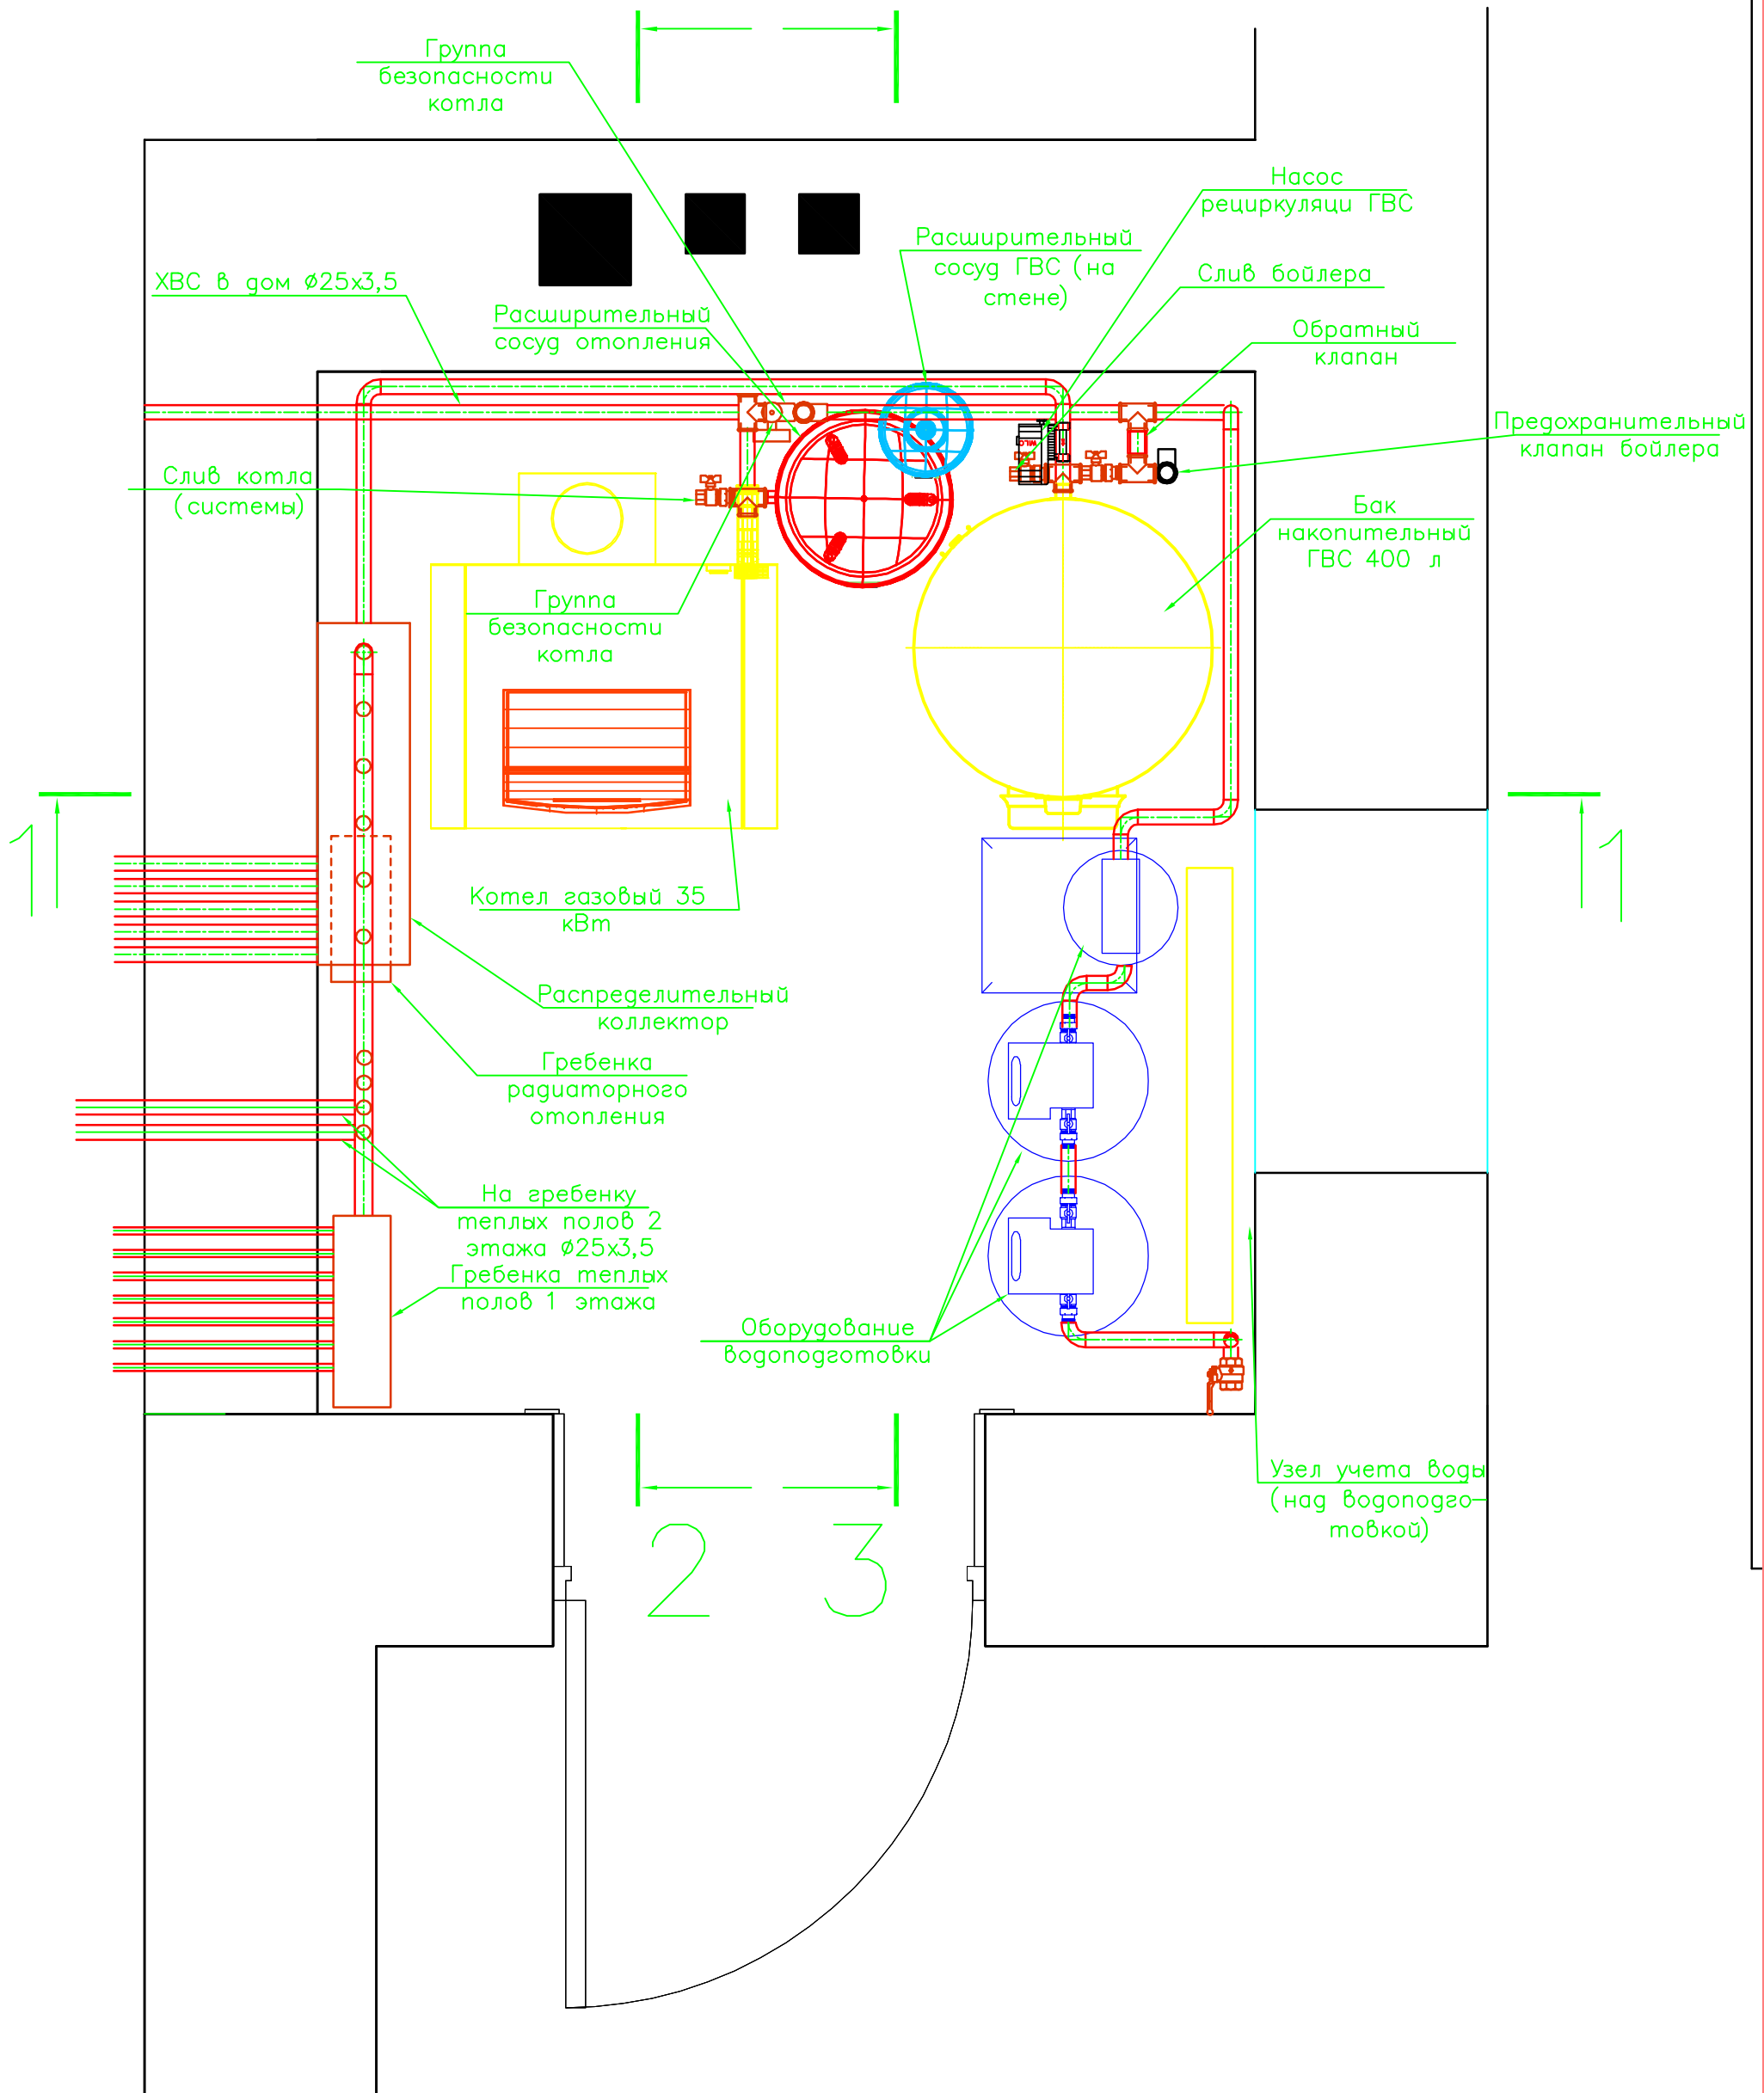 Группа
безопасности
котла
Насос
рециркуляци ГВС
Расширительный
сосуд ГВС (на
стене)
Слив бойлера
ХВС в дом ⌀25х3,5
Расширительный
сосуд отопления
Обратный
клапан
Предохранительный
клапан бойлера
Слив котла
(системы)
Бак
накопительный
ГВС 400 л
WILO
Группа
безопасности
котла
1
1
Котел газовый 35
кВт
Распределительный
коллектор
Гребенка
радиаторного
отопления
На гребенку
теплых полов 2
этажа ⌀25х3,5
Гребенка теплых
полов 1 этажа
Оборудование
водоподготовки
Узел учета воды
(над водоподго-
товкой)
2
3